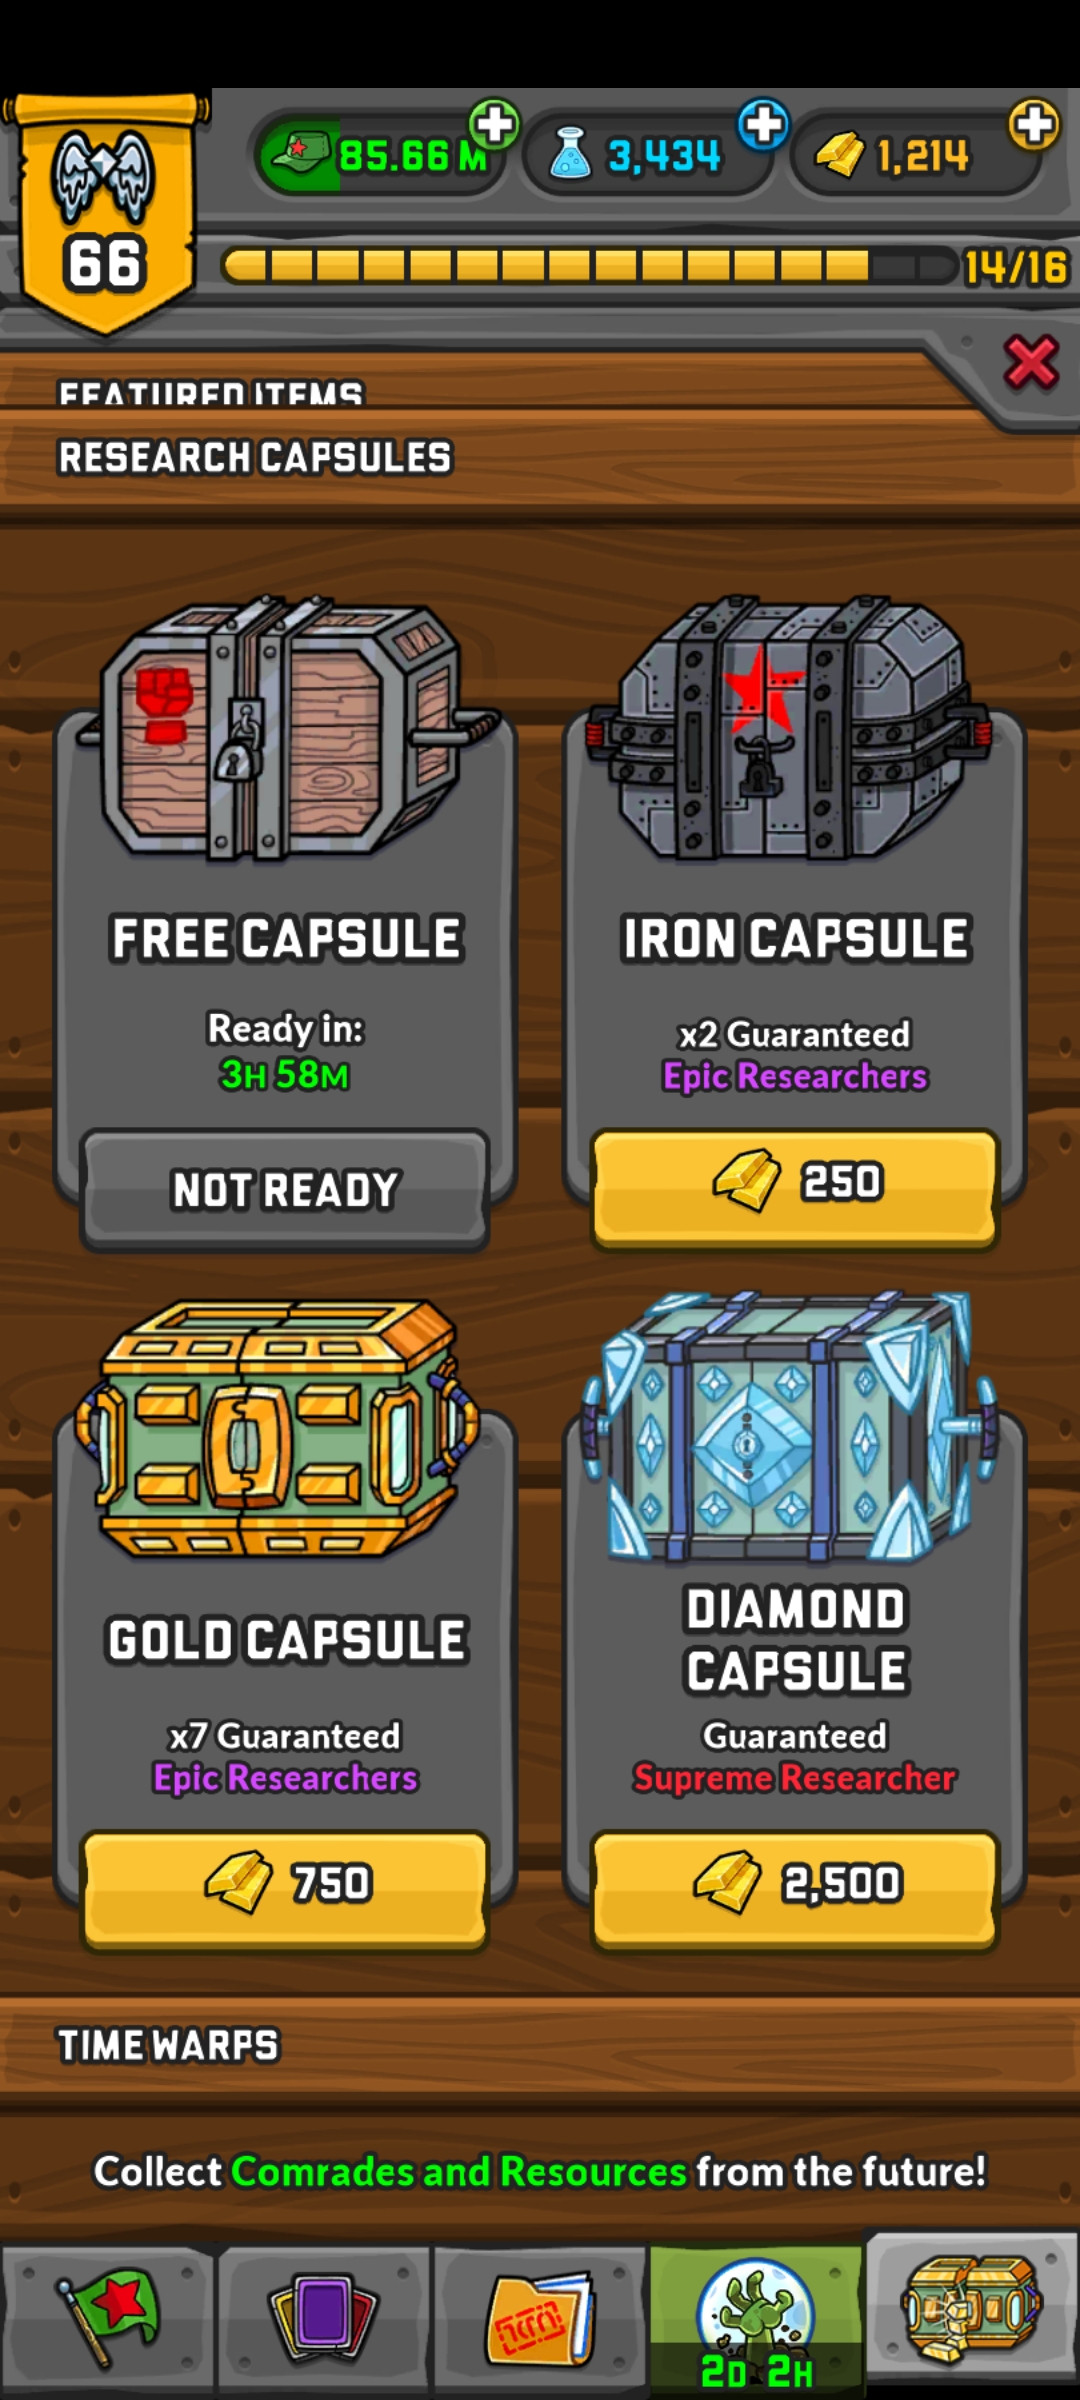 85.66 M
3,434
1,214
66
14/16
FEATURED ITEMS
RESEARCH CAPSULES
FREE CAPSULE
Ready in:
3H 58M
NOT READY
IRON CAPSULE
x2 Guaranteed
Epic Researchers
250
GOLD CAPSULE
x7 Guaranteed
Epic Researchers
750
DIAMOND
CAPSULE
Guaranteed
Supreme Researcher
2,500
TIME WARPS
Collect Comrades and Resources from the future!
2D 2H